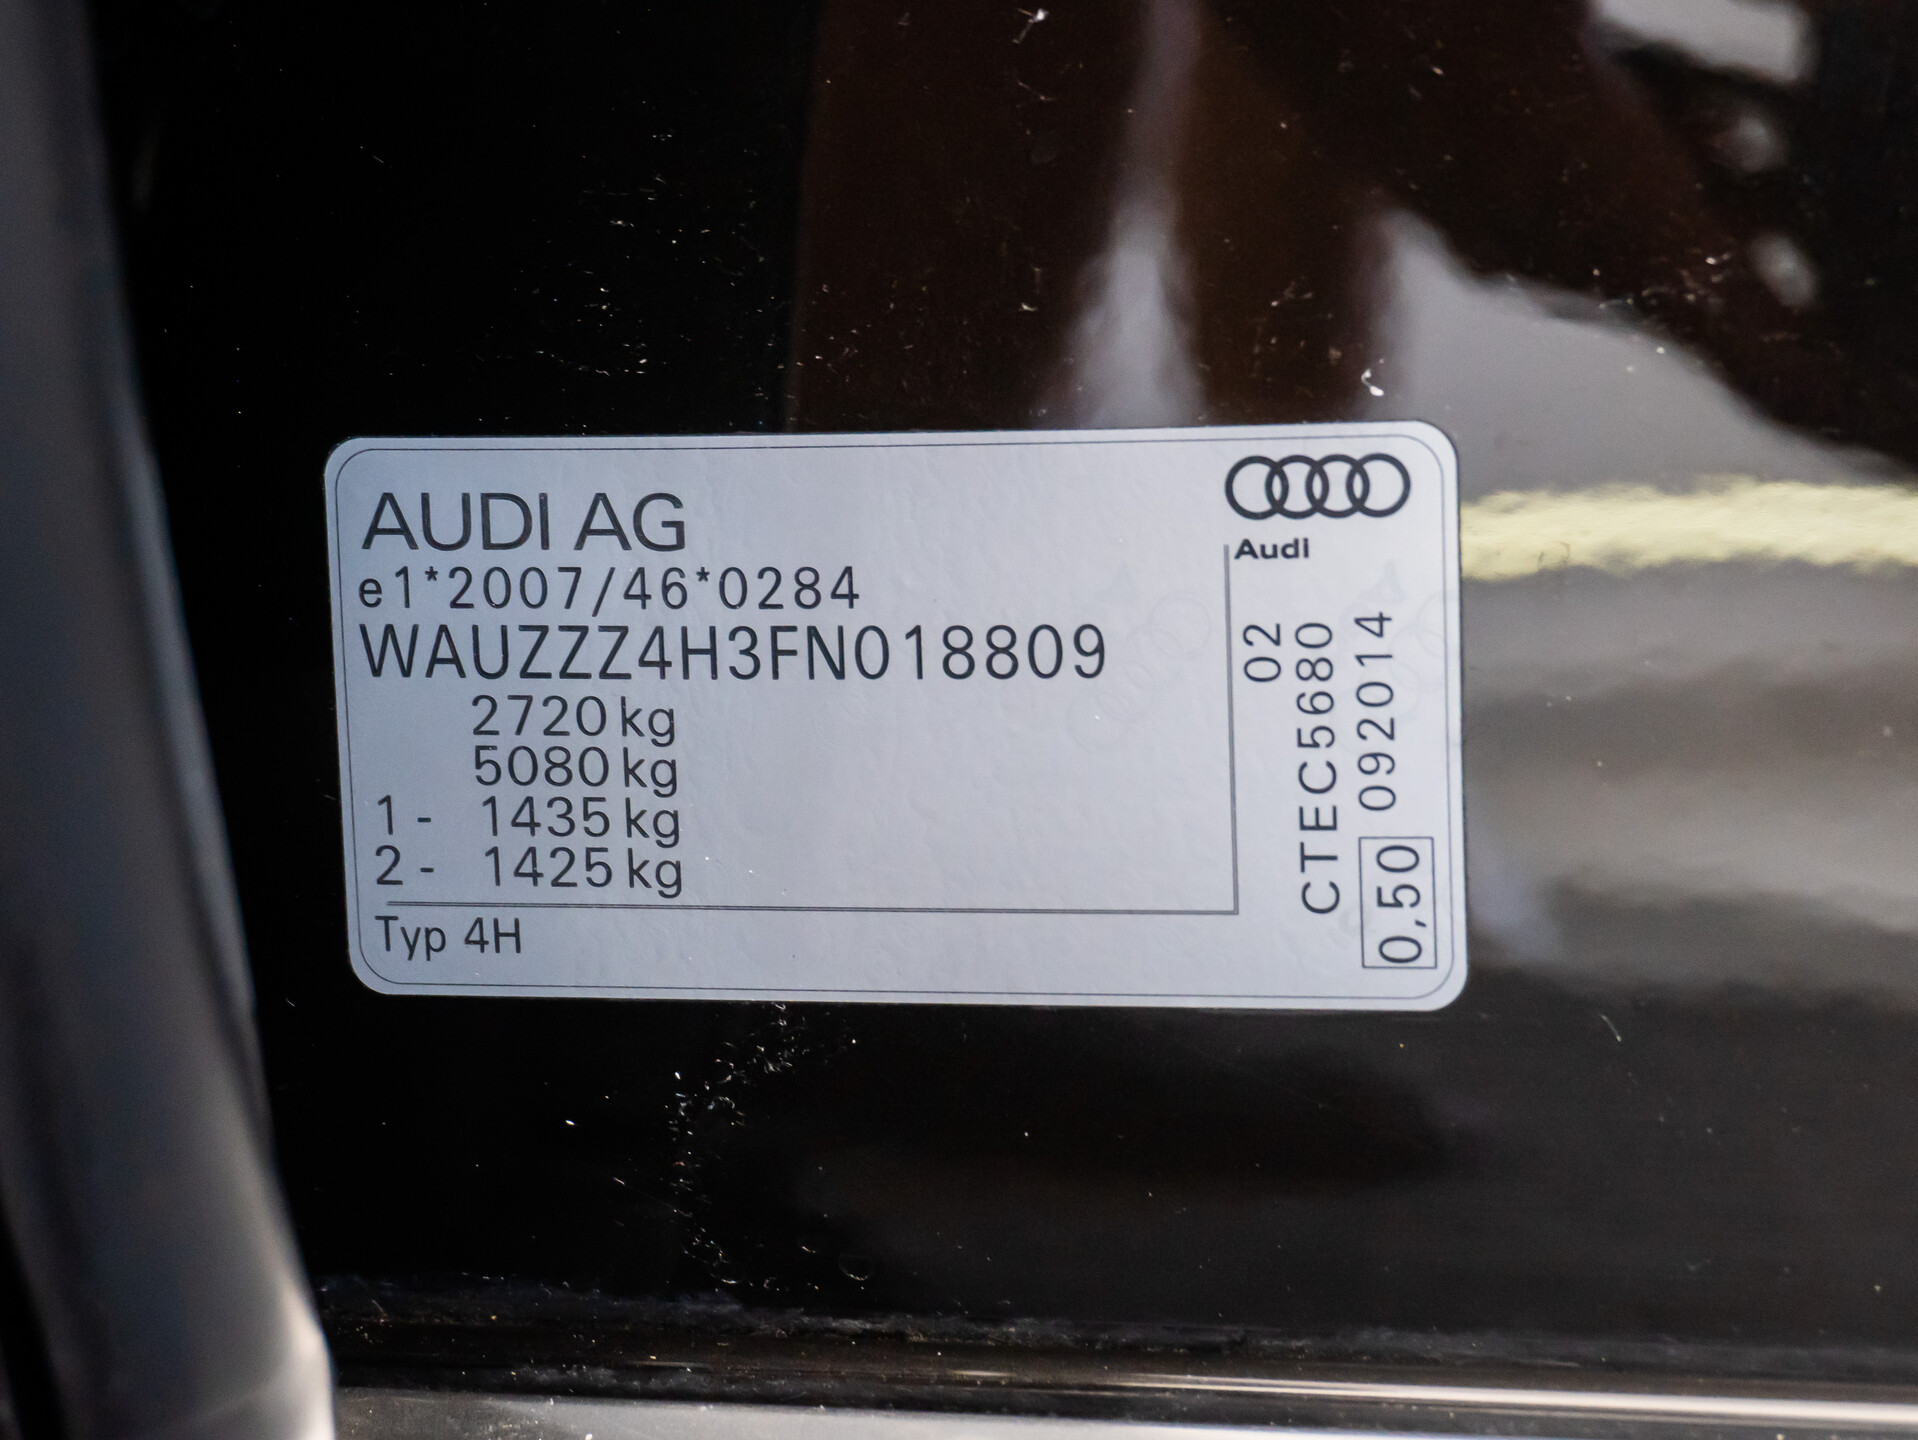 AUDI AG
e1*2007/46*0284
WAUZZZ4H3FN018809
2720 kg
5080 kg
1 - 1435 kg
2 - 1425 kg
Typ 4H
Audi
02
CTEC5680
0,50 092014